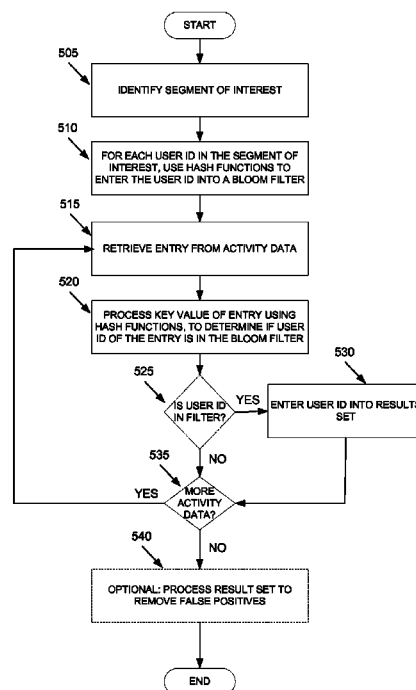 START
505
IDENTIFY SEGMENT OF INTEREST
510
FOR EACH USER ID IN THE SEGMENT OF
INTEREST, USE HASH FUNCTIONS TO
ENTER THE USER ID INTO A BLOOM FILTER
515
RETRIEVE ENTRY FROM ACTIVITY DATA
520
PROCESS KEY VALUE OF ENTRY USING
HASH FUNCTIONS, TO DETERMINE IF USER
ID OF THE ENTRY IS IN THE BLOOM FILTER
525
IS USER ID
IN FILTER?
YES
530
ENTER USER ID INTO RESULTS
SET
NO
535
YES
MORE
ACTIVITY
DATA?
NO
540
OPTIONAL: PROCESS RESULT SET TO
REMOVE FALSE POSITIVES
END